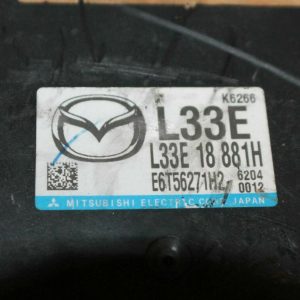 K6266
L33E
L33E 18 881H
E6T56271H2 6204
0012
MITSUBISHI ELECTRIC CORP. JAPAN